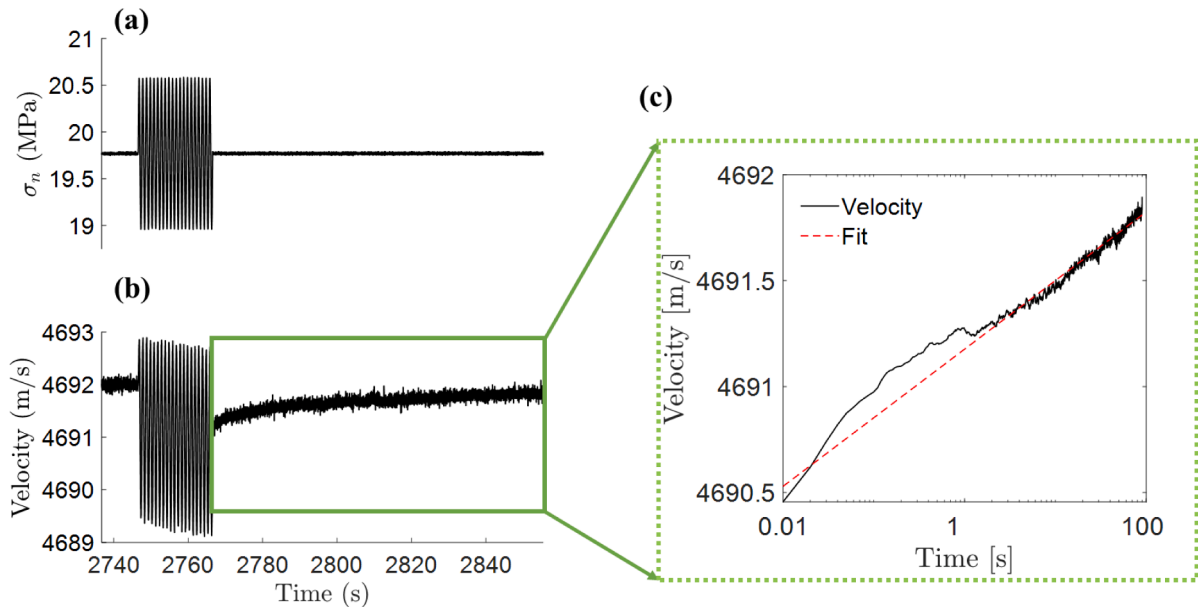 (a)
21
20.5
20
19.5
19
σn (MPa)
(b)
4693
4692
4691
4690
4689
Velocity (m/s)
2740 2760 2780 2800 2820 2840
Time (s)
(c)
4692
4691.5
4691
4690.5
Velocity [m/s]
Velocity
Fit
0.01 1 100
Time [s]